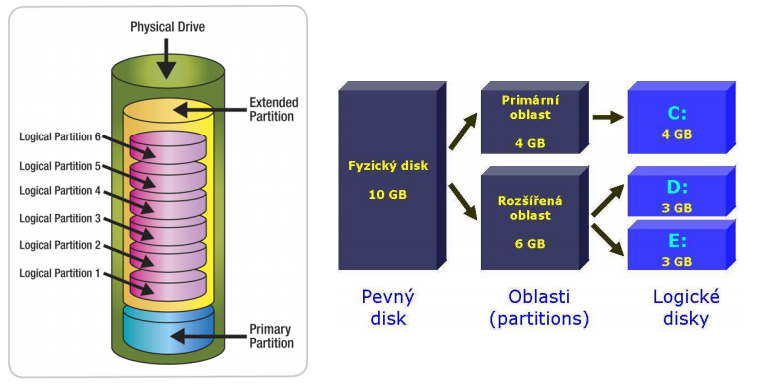 Physical Drive
Extended
Partition
Logical Partition 6
Logical Partition 5
Logical Partition 4
Logical Partition 3
Logical Partition 2
Logical Partition 1
Primary
Partition
Fyzický disk
10 GB
Primární
oblast
4 GB
Rozšířená
oblast
6 GB
C:
4 GB
D:
3 GB
E:
3 GB
Pevný
disk
Oblasti
(partitions)
Logické
disky